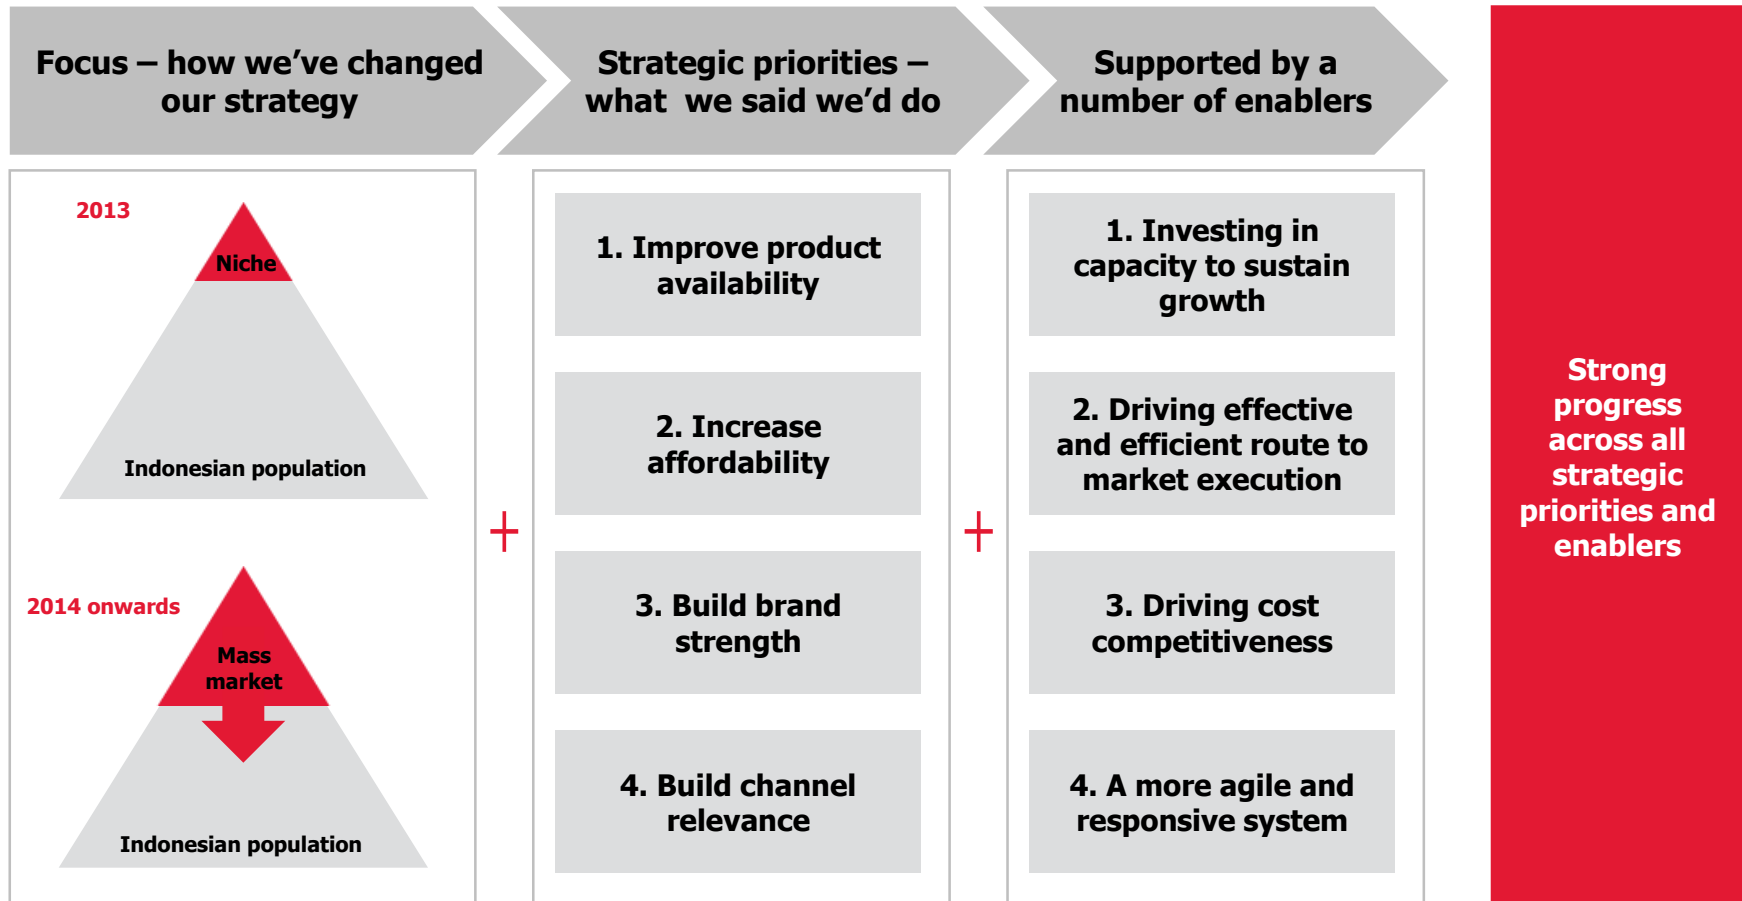 Focus – how we've changed
our strategy
Strategic priorities –
what  we said we'd do
Supported by a
number of enablers
2013
Niche
Indonesian population
2014 onwards
Mass
market
Indonesian population
+
1. Improve product
availability
2. Increase
affordability
3. Build brand
strength
4. Build channel
relevance
+
1. Investing in
capacity to sustain
growth
2. Driving effective
and efficient route to
market execution
3. Driving cost
competitiveness
4. A more agile and
responsive system
Strong
progress
across all
strategic
priorities and
enablers